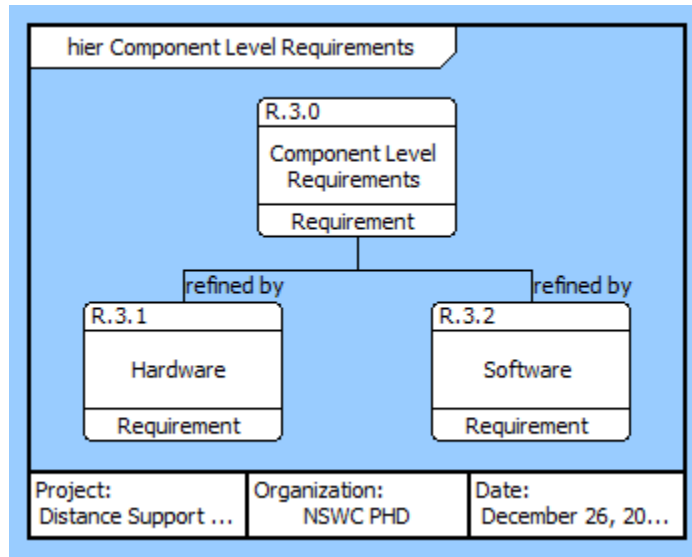 hier Component Level Requirements
R.3.0
Component Level
Requirements
Requirement
refined by
refined by
R.3.1
R.3.2
Hardware
Software
Requirement
Requirement
Project:
Organization:
Date:
Distance Support ...
NSWC PHD
December 26, 20...